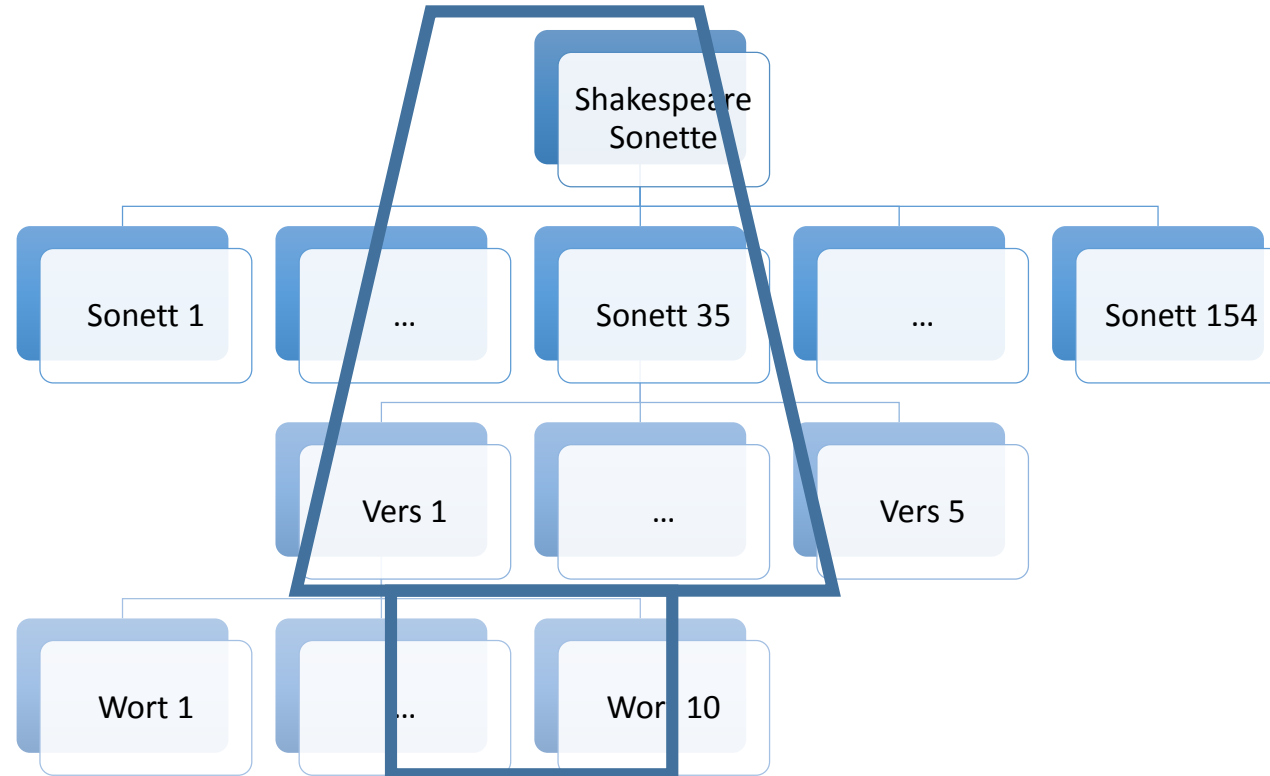 Shakespeare
Sonette
Sonett 1
...
Sonett 35
...
Sonett 154
Vers 1
...
Vers 5
Wort 1
...
Wort 10